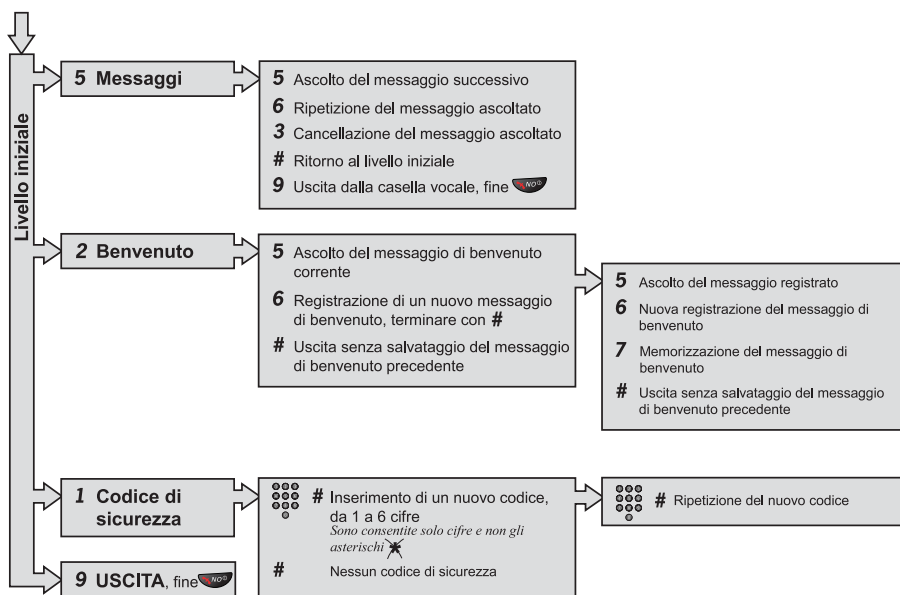 Livello iniziale
5 Messaggi
5 Ascolto del messaggio successivo
6 Ripetizione del messaggio ascoltato
3 Cancellazione del messaggio ascoltato
# Ritorno al livello iniziale
9 Uscita dalla casella vocale, fine NO
2 Benvenuto
5 Ascolto del messaggio di benvenuto
corrente
6 Registrazione di un nuovo messaggio
di benvenuto, terminare con #
# Uscita senza salvataggio del messaggio
di benvenuto precedente
5 Ascolto del messaggio registrato
6 Nuova registrazione del messaggio di
benvenuto
7 Memorizzazione del messaggio di
benvenuto
# Uscita senza salvataggio del messaggio
di benvenuto precedente
1 Codice di
sicurezza
# Inserimento di un nuovo codice,
da 1 a 6 cifre
Sono consentite solo cifre e non gli
asterischi *
# Nessun codice di sicurezza
# Ripetizione del nuovo codice
9 USCITA, fine NO